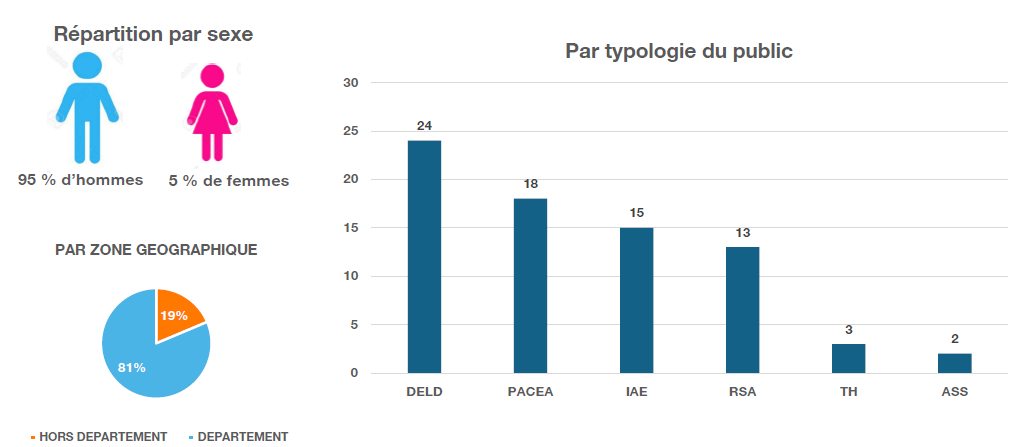 Répartition par sexe
95 % d'hommes
5 % de femmes
PAR ZONE GEOGRAPHIQUE
19%
81%
HORS DEPARTEMENT
DEPARTEMENT
Par typologie du public
30
25
20
15
10
5
0
24
18
15
13
3
2
DELD
PACEA
IAE
RSA
TH
ASS